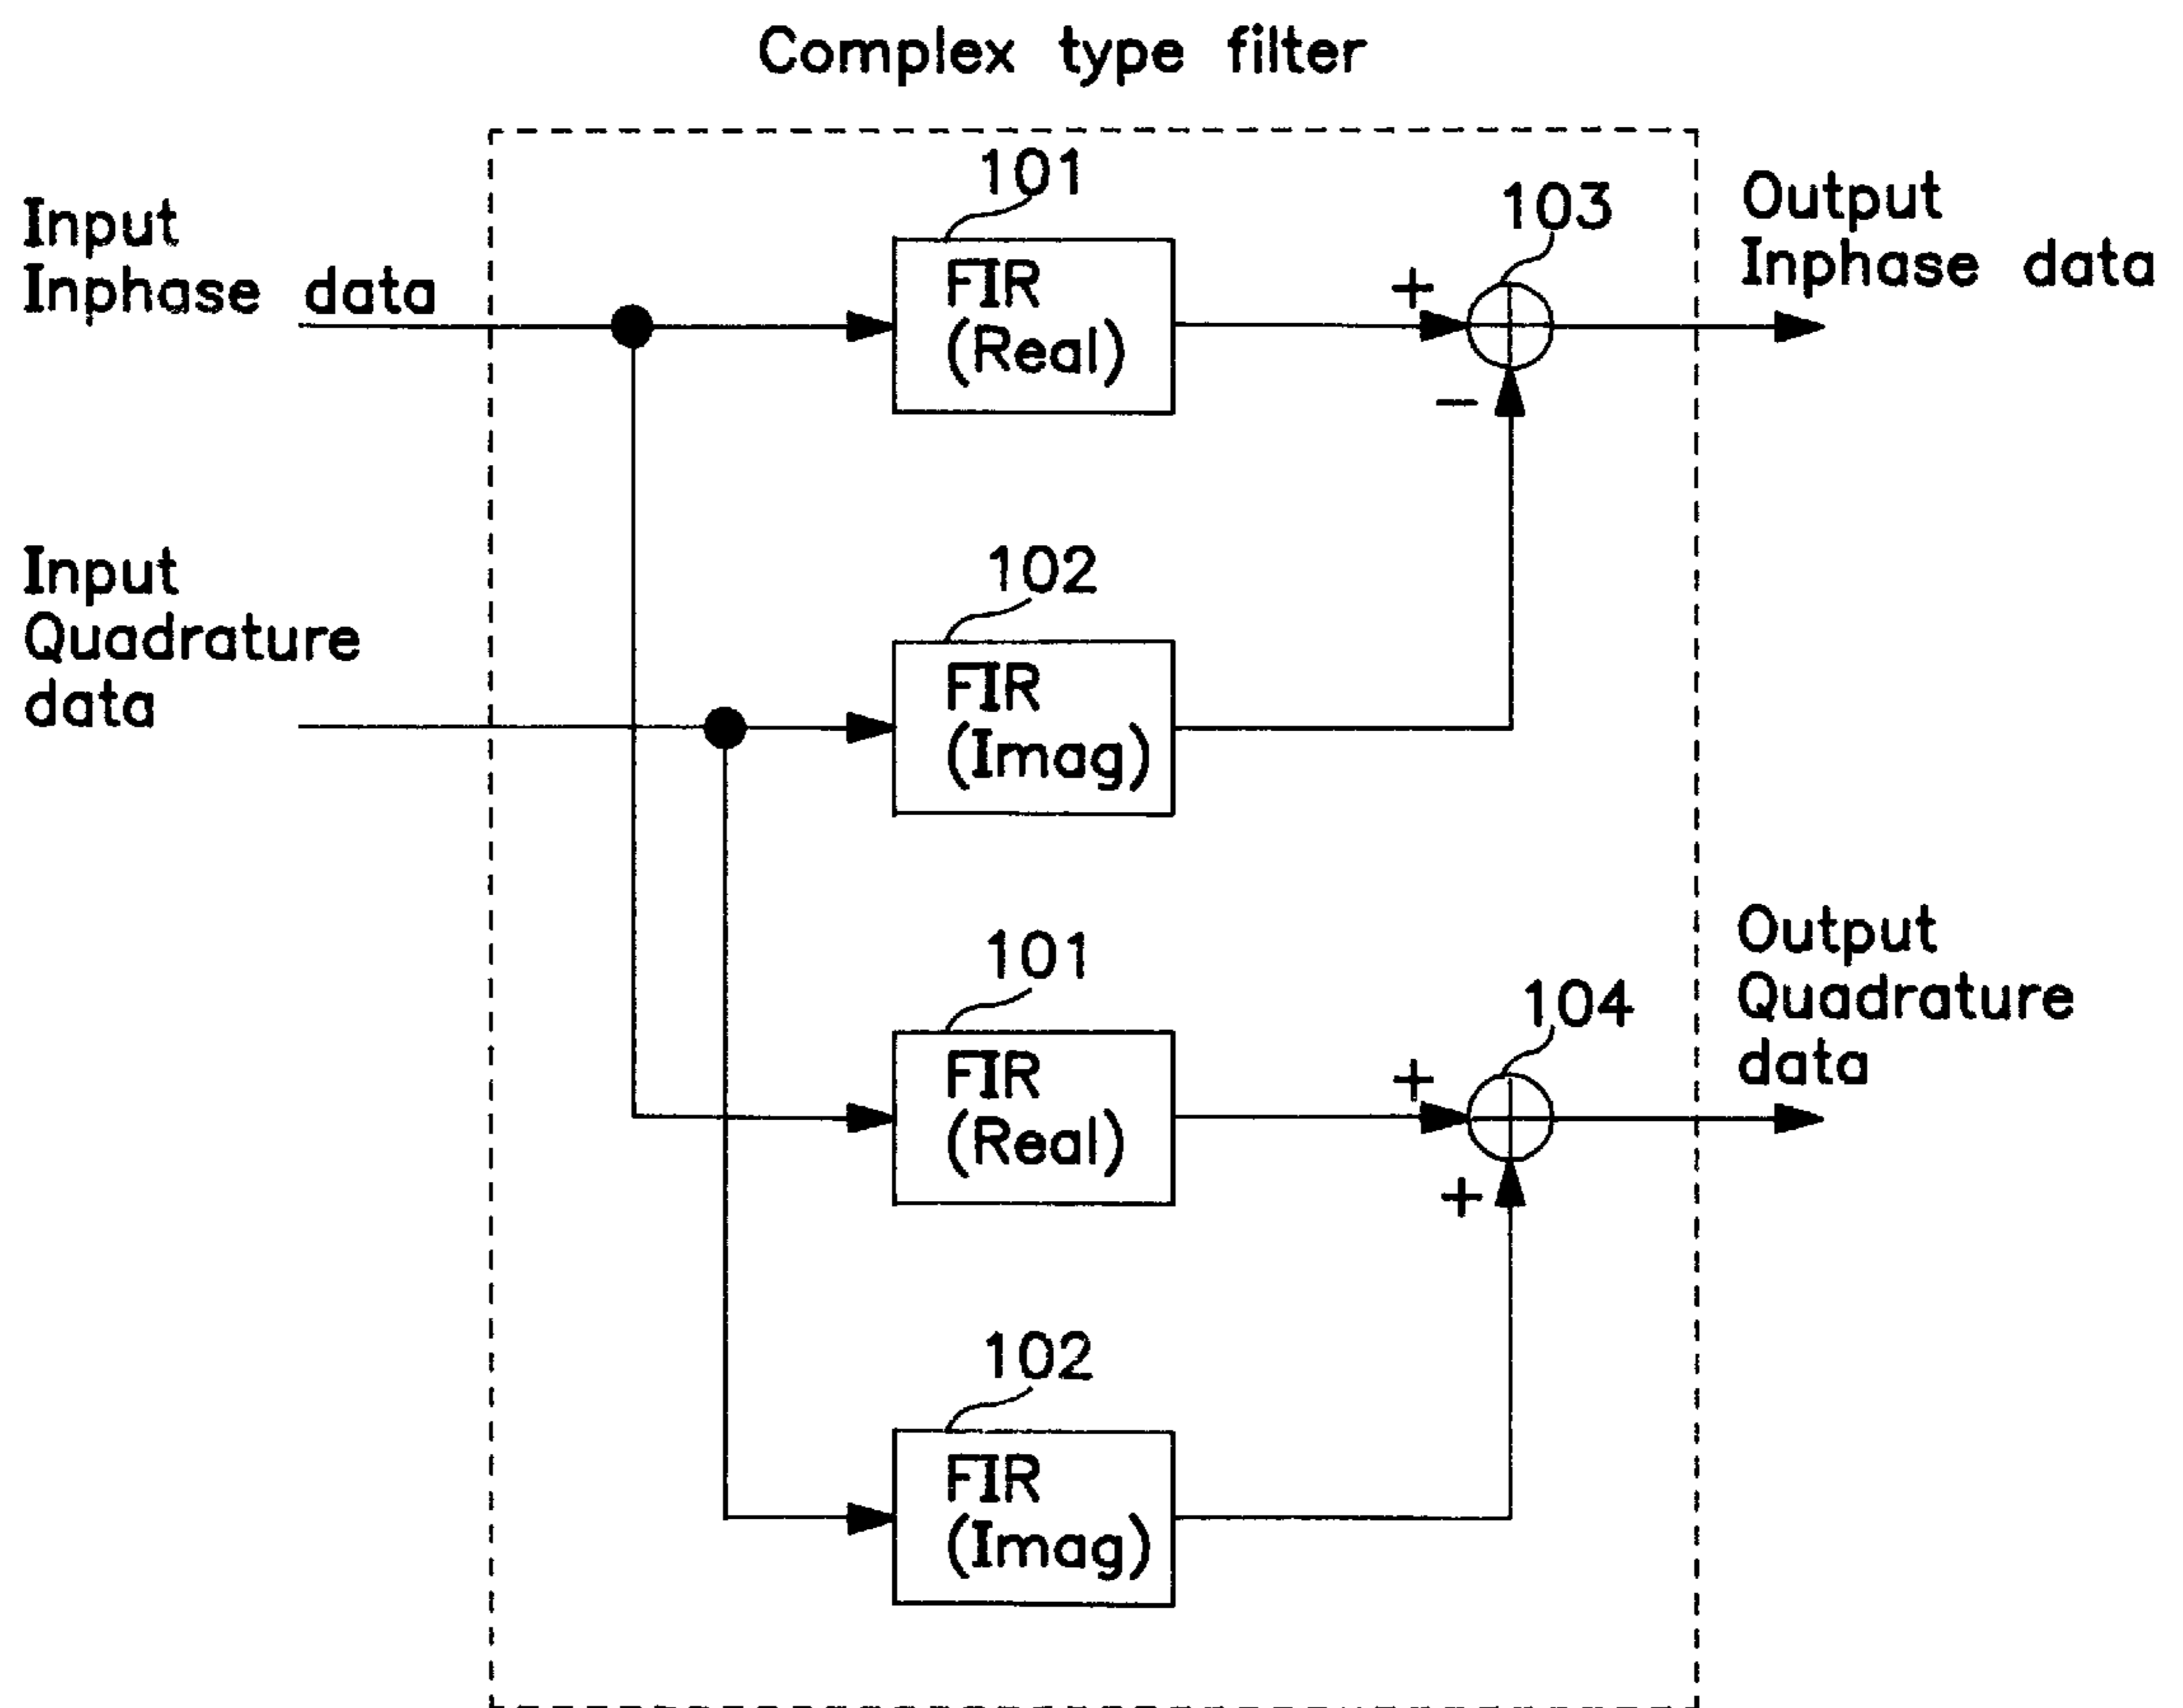 Complex type filter
Input
Inphase data
101
FIR
(Real)
+
103
−
Output
Inphase data
Input
Quadrature
data
102
FIR
(Imag)
101
FIR
(Real)
+
104
+
Output
Quadrature
data
102
FIR
(Imag)